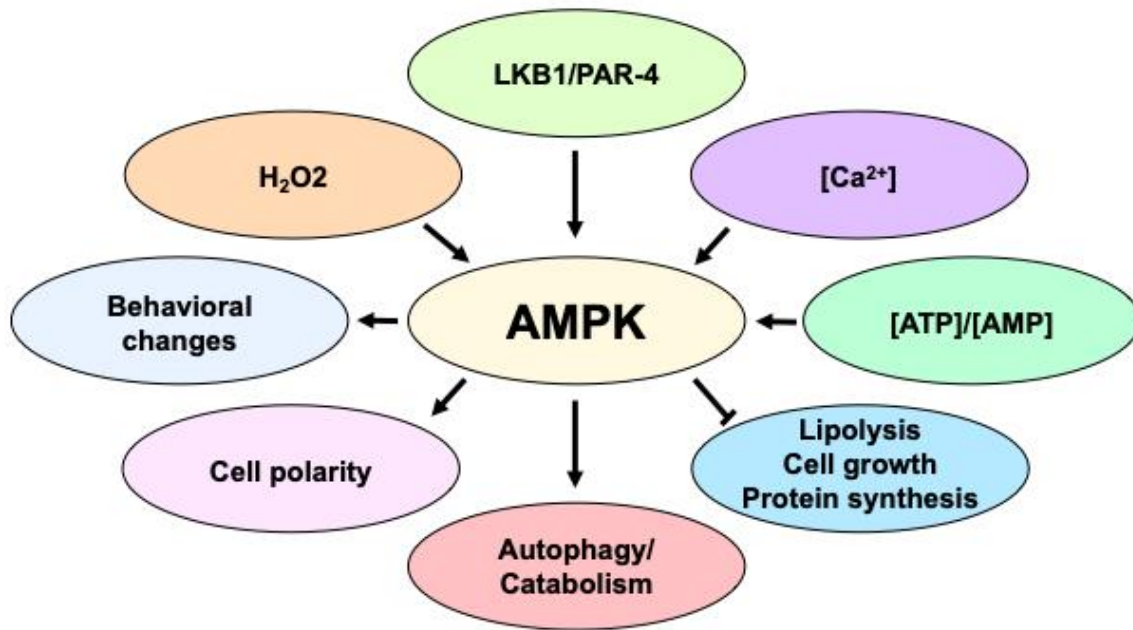 LKB1/PAR-4
H₂O2
[Ca²⁺]
Behavioral
changes
AMPK
[ATP]/[AMP]
Cell polarity
Lipolysis
Cell growth
Protein synthesis
Autophagy/
Catabolism